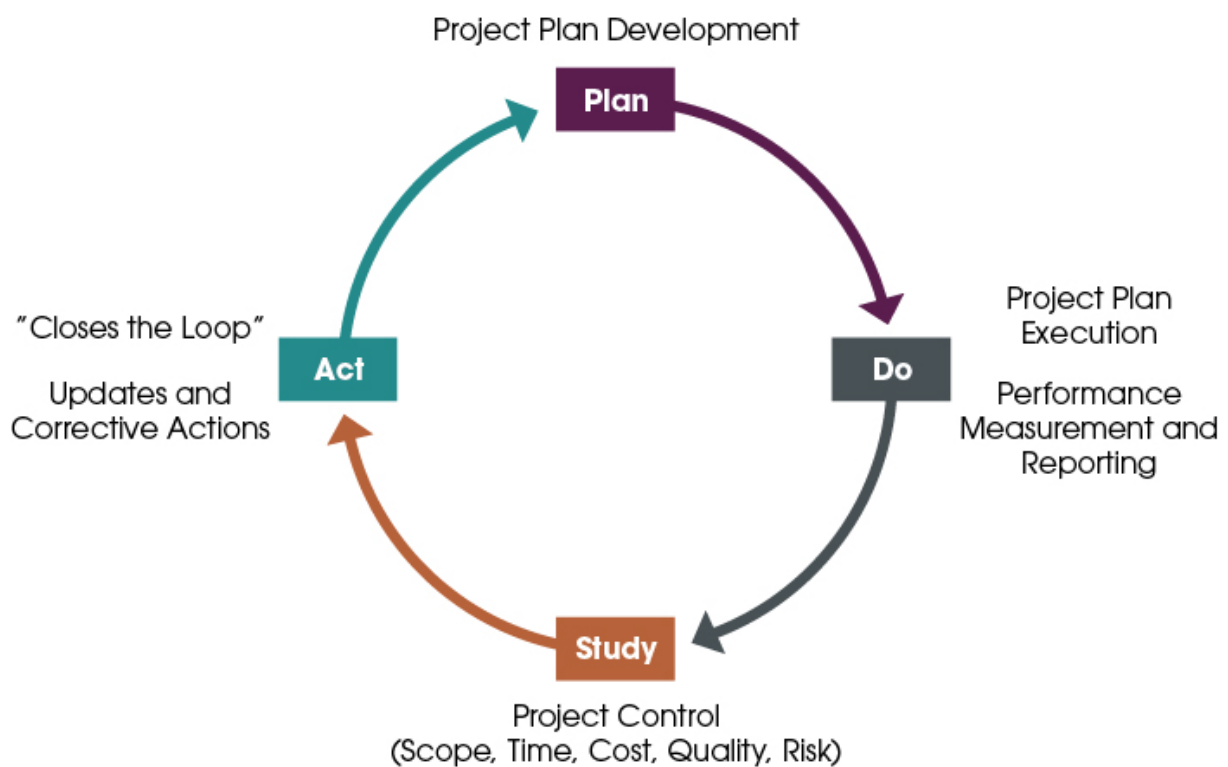 Project Plan Development
Plan
Project Plan
Execution
Do
Performance
Measurement and
Reporting
Study
Project Control
(Scope, Time, Cost, Quality, Risk)
”Closes the Loop”
Act
Updates and
Corrective Actions